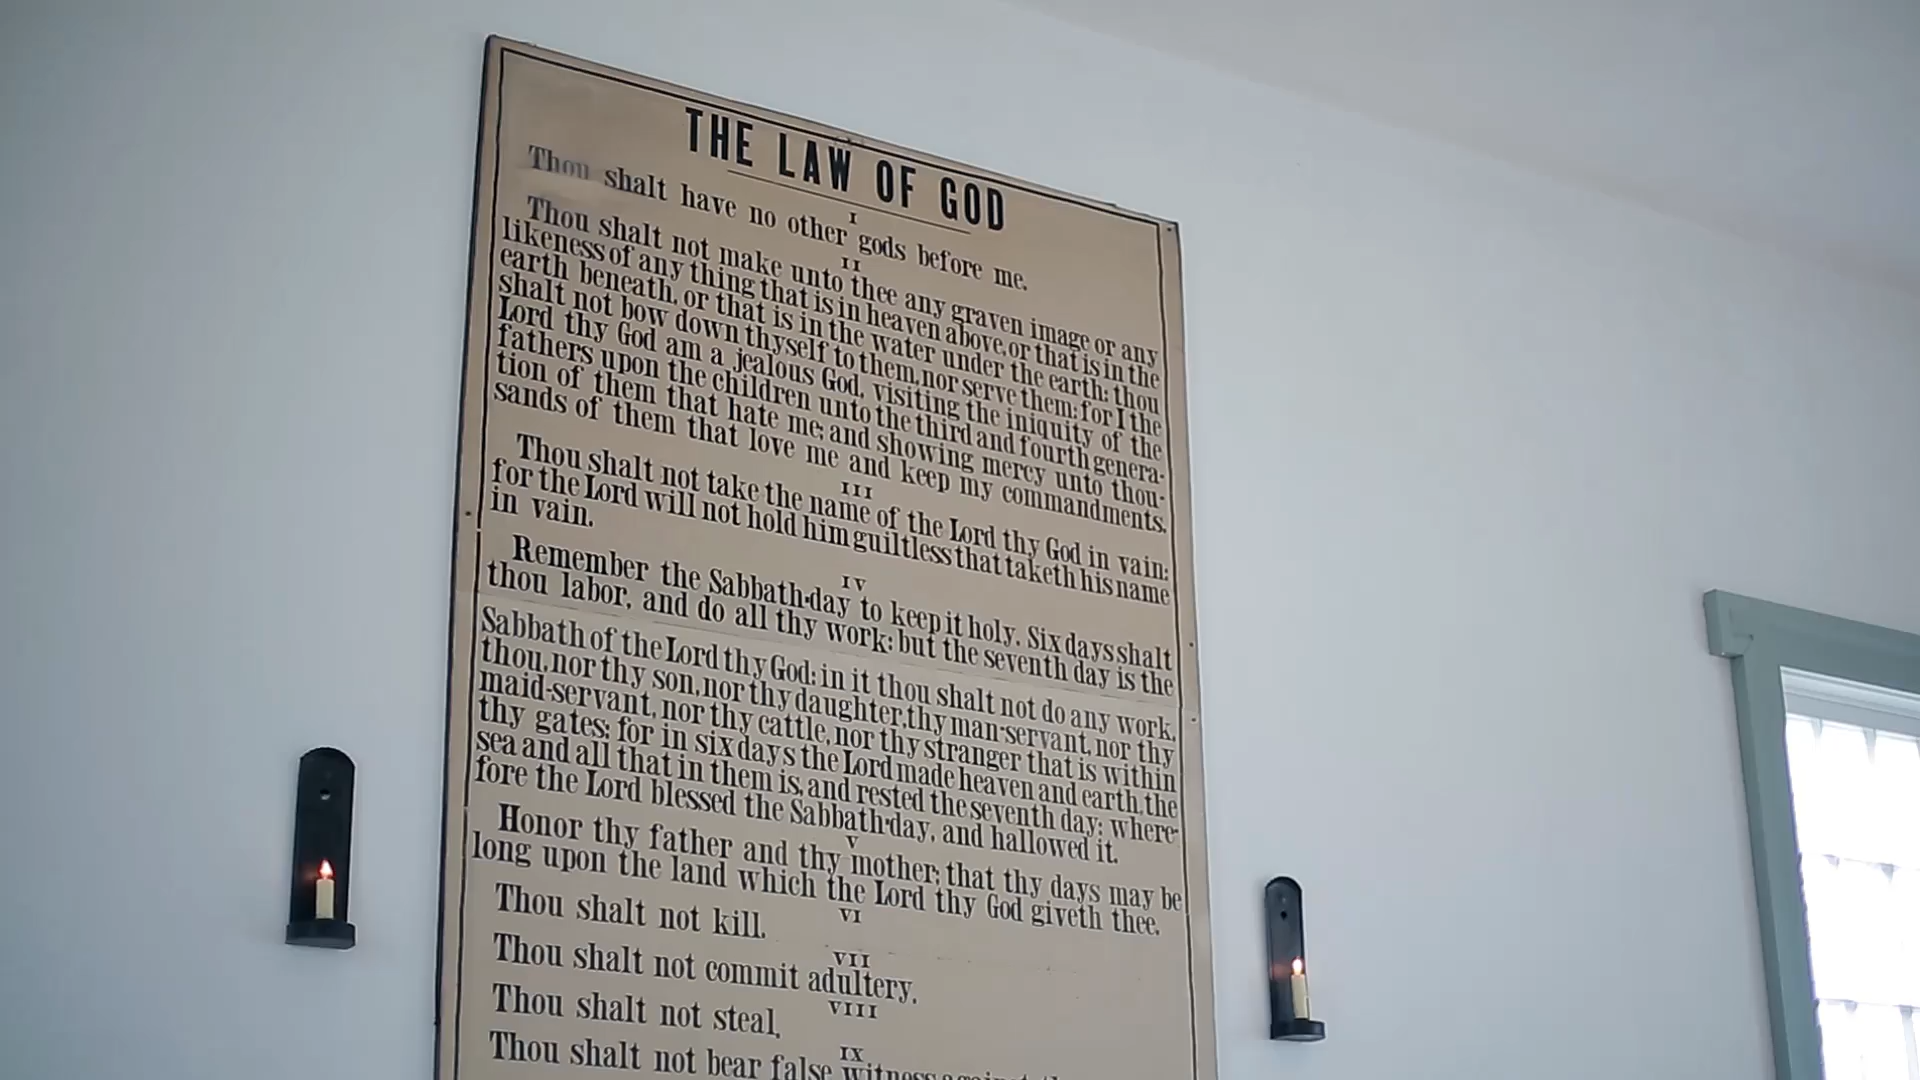 THE LAW OF GOD
I
Thou shalt have no other gods before me.
II
Thou shalt not make unto thee any graven image or any
likeness of any thing that is in heaven above, or that is in the
earth beneath, or that is in the water under the earth: thou
shalt not bow down thyself to them, nor serve them: for I the
Lord thy God am a jealous God, visiting the iniquity of the
fathers upon the children unto the third and fourth genera-
tion of them that hate me; and showing mercy unto thou-
sands of them that love me and keep my commandments.
III
Thou shalt not take the name of the Lord thy God in vain:
for the Lord will not hold him guiltless that taketh his name
in vain.
IV
Remember the Sabbath-day to keep it holy. Six days shalt
thou labor, and do all thy work: but the seventh day is the
Sabbath of the Lord thy God: in it thou shalt not do any work,
thou, nor thy son, nor thy daughter, thy man-servant, nor thy
maid-servant, nor thy cattle, nor thy stranger that is within
thy gates: for in six days the Lord made heaven and earth, the
sea and all that in them is, and rested the seventh day: where-
fore the Lord blessed the Sabbath-day, and hallowed it.
V
Honor thy father and thy mother: that thy days may be
long upon the land which the Lord thy God giveth thee.
VI
Thou shalt not kill.
VII
Thou shalt not commit adultery.
VIII
Thou shalt not steal.
IX
Thou shalt not bear false witness against